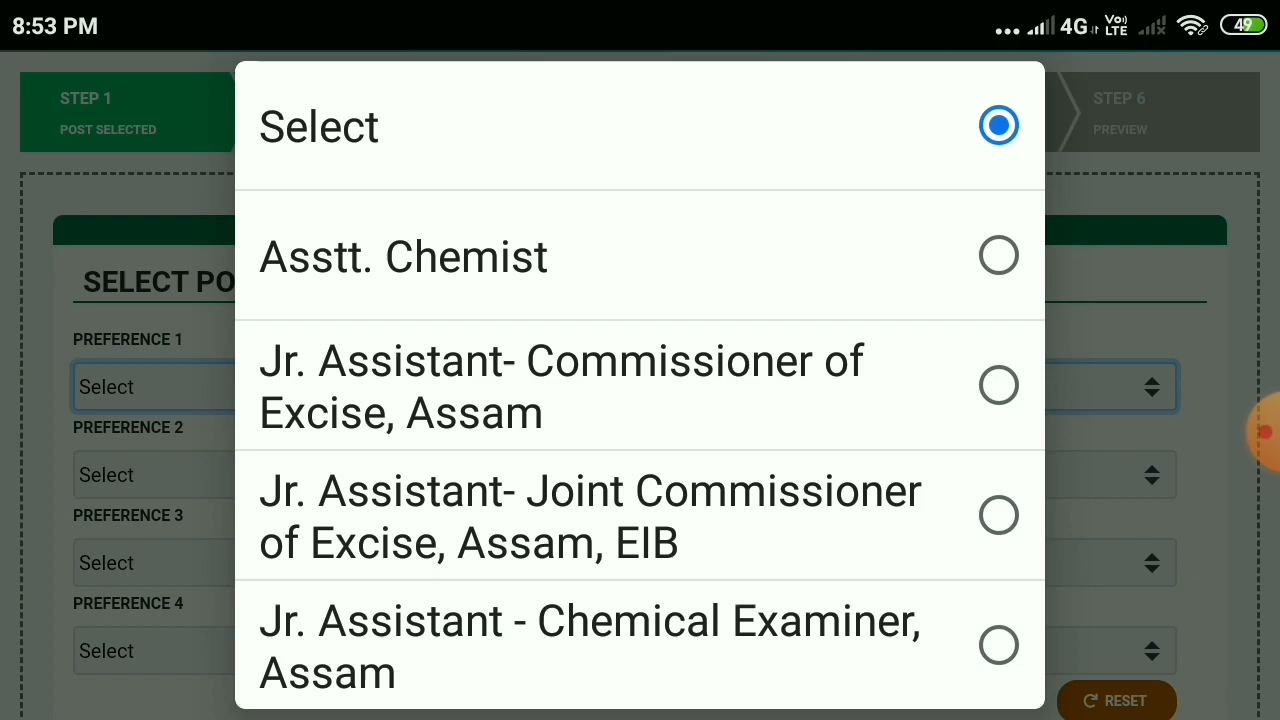 8:53 PM
4G
Vo))
LTE
49
STEP 1
POST SELECTED
STEP 6
PREVIEW
SELECT PO
PREFERENCE 1
Select
PREFERENCE 2
Select
PREFERENCE 3
Select
PREFERENCE 4
Select
RESET
Select
Asstt. Chemist
Jr. Assistant- Commissioner of
Excise, Assam
Jr. Assistant- Joint Commissioner
of Excise, Assam, EIB
Jr. Assistant - Chemical Examiner,
Assam